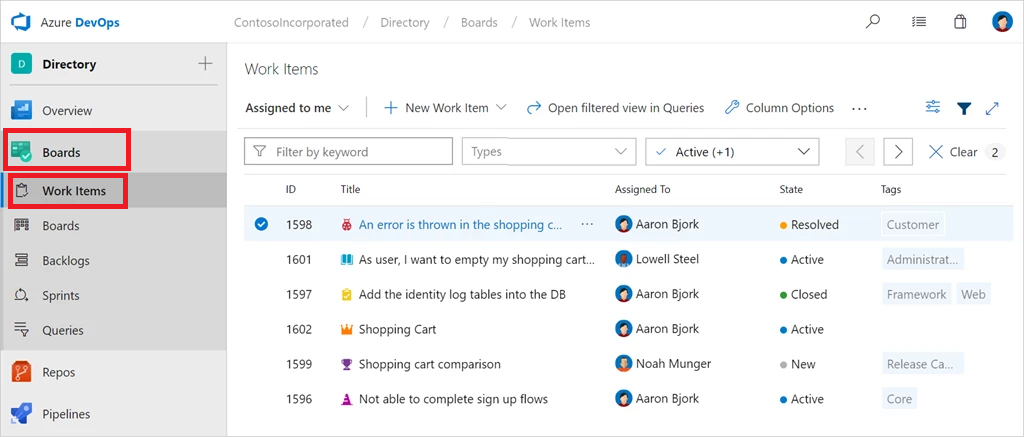 Azure DevOps
ContosoIncorporated / Directory / Boards / Work Items
D Directory
Overview
Boards
Work Items
Boards
Backlogs
Sprints
Queries
Repos
Pipelines
Work Items
Assigned to me New Work Item Open filtered view in Queries Column Options ...
Filter by keyword Types Active (+1) Clear 2
ID Title Assigned To State Tags
1598 An error is thrown in the shopping c... ... Aaron Bjork Resolved Customer
1601 As user, I want to empty my shopping cart... Lowell Steel Active Administrat...
1597 Add the identity log tables into the DB Aaron Bjork Closed Framework Web
1602 Shopping Cart Aaron Bjork Active
1599 Shopping cart comparison Noah Munger New Release Ca...
1596 Not able to complete sign up flows Aaron Bjork Active Core